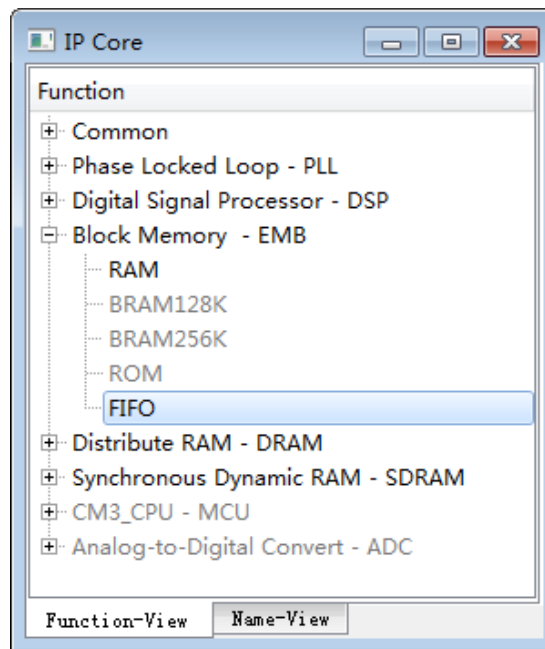 IP Core
Function
Common
Phase Locked Loop - PLL
Digital Signal Processor - DSP
Block Memory - EMB
RAM
BRAM128K
BRAM256K
ROM
FIFO
Distribute RAM - DRAM
Synchronous Dynamic RAM - SDRAM
CM3_CPU - MCU
Analog-to-Digital Convert - ADC
Function-View Name-View